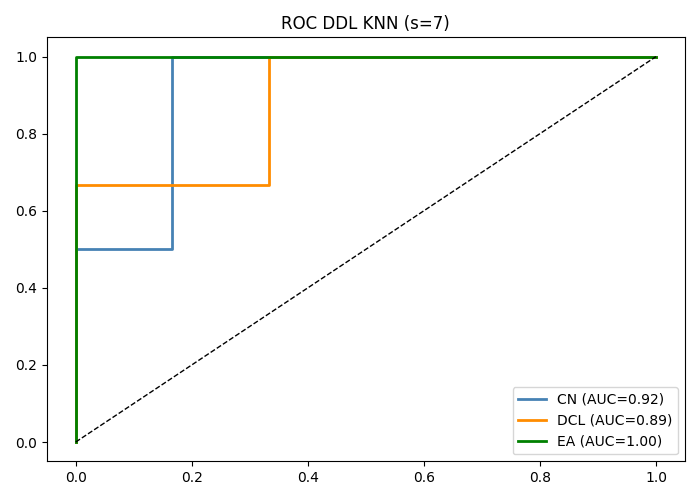 ROC DDL KNN (s=7)
1.0
0.8
0.6
0.4
0.2
0.0
0.0 0.2 0.4 0.6 0.8 1.0
CN (AUC=0.92)
DCL (AUC=0.89)
EA (AUC=1.00)